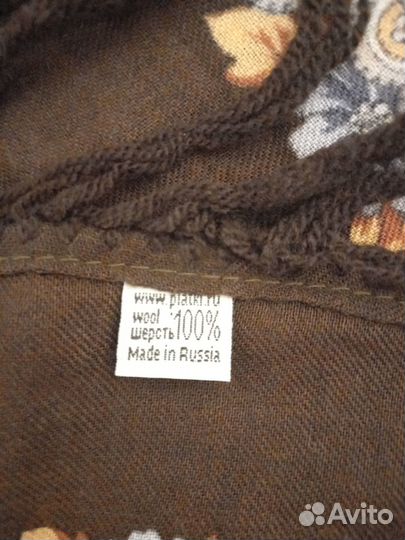 www.platki.ru
wool
шерсть 100%
Made in Russia
Avito